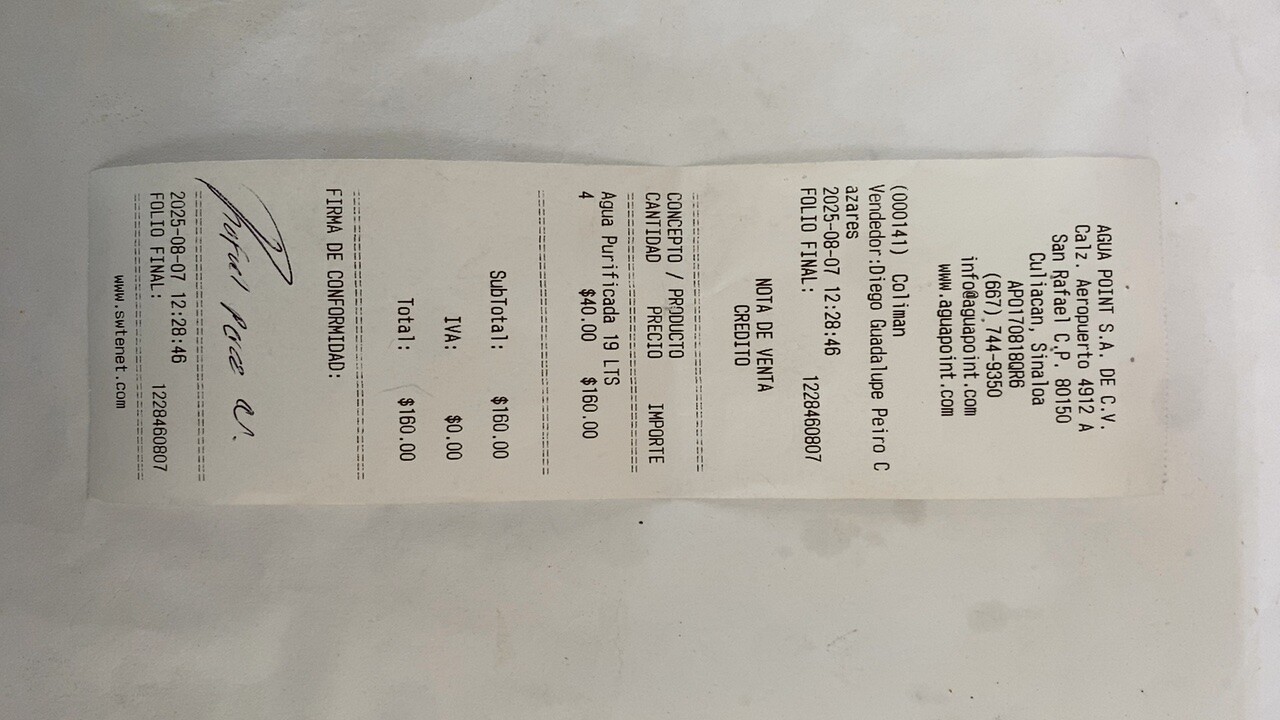 AGUA POINT S.A. DE C.V.
Calz. Aeropuerto 4912 A
San Rafael C.P. 80150
Culiacan, Sinaloa
APO170818QR6
(667) 744-9350
info@aguapoint.com
www.aguapoint.com
(000141) Coliman
Vendedor:Diego Guadalupe Peiro C
azares
2025-08-07 12:28:46
FOLIO FINAL: 1228460807
NOTA DE VENTA
CREDITO
CONCEPTO / PRODUCTO
CANTIDAD PRECIO IMPORTE
Agua Purificada 19 LTS
4 $40.00 $160.00
SubTotal: $160.00
IVA: $0.00
Total: $160.00
FIRMA DE CONFORMIDAD:
Rafael
2025-08-07 12:28:46
FOLIO FINAL: 1228460807
www.swtenet.com